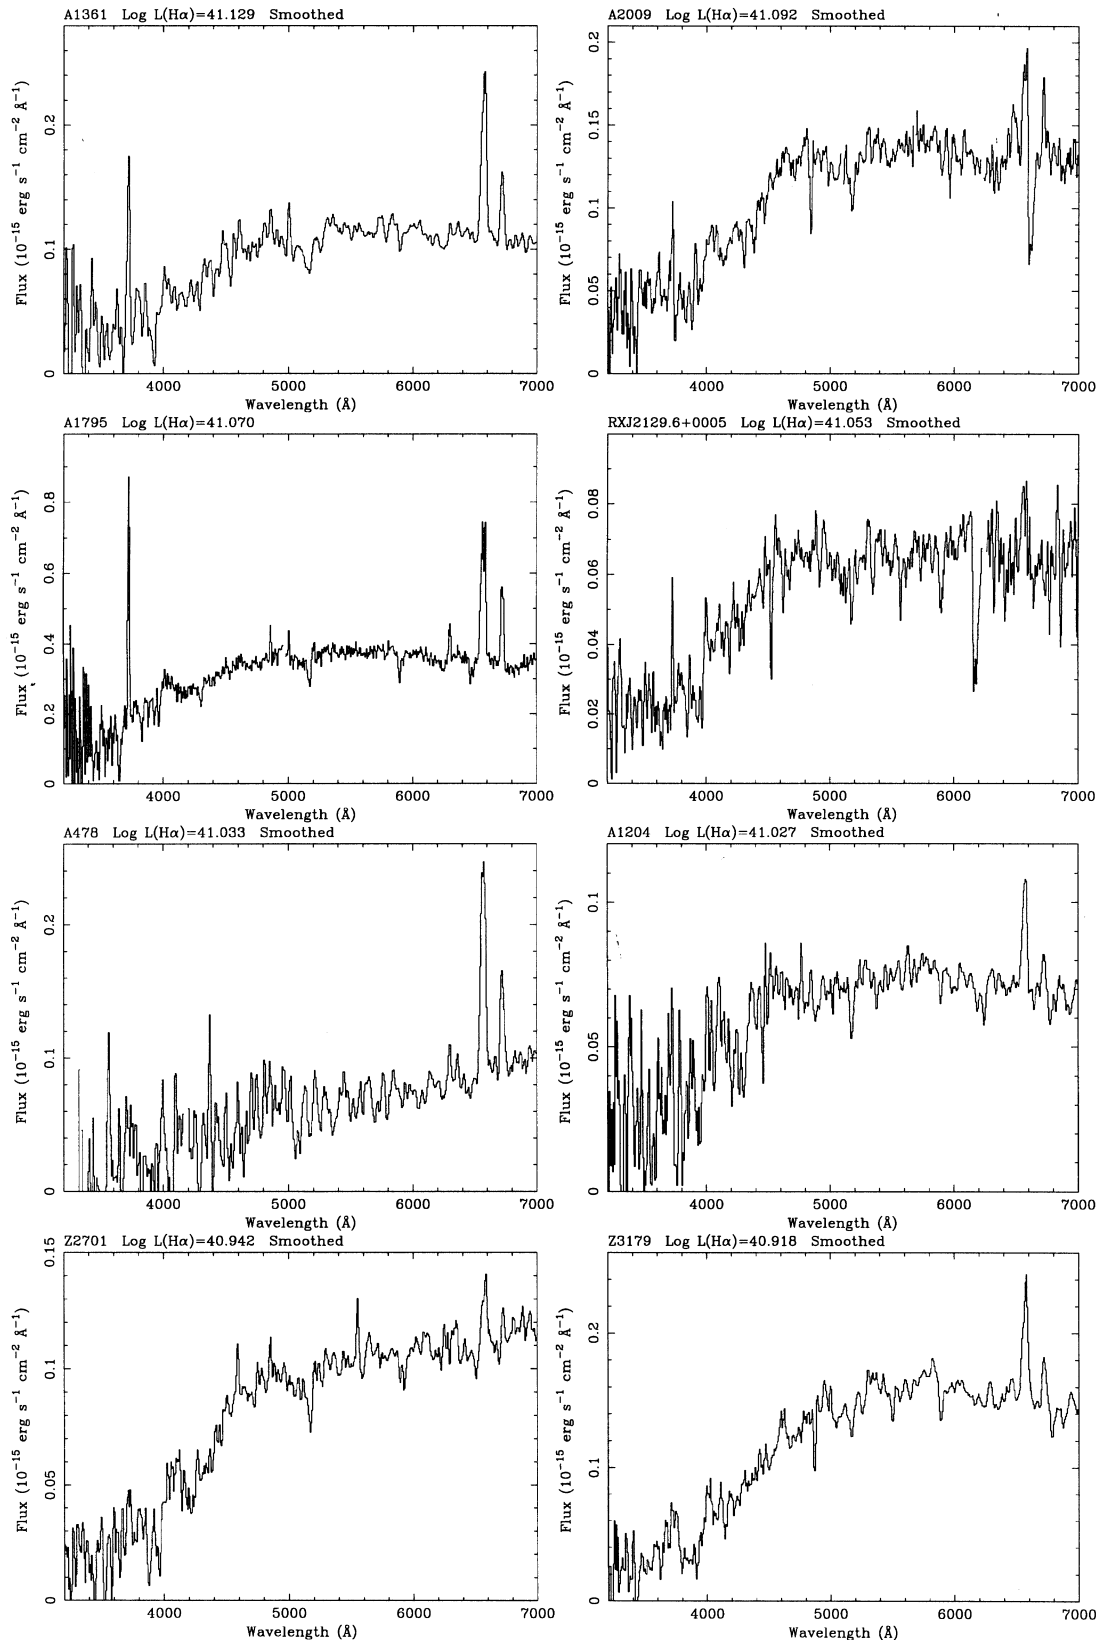 A1361 Log L(Hα)=41.129 Smoothed
Flux (10⁻¹⁵ erg s⁻¹ cm⁻² Å⁻¹)
0.2
0.1
0
4000 5000 6000 7000
Wavelength (Å)
A2009 Log L(Hα)=41.092 Smoothed
Flux (10⁻¹⁵ erg s⁻¹ cm⁻² Å⁻¹)
0.2
0.15
0.1
0.05
0
4000 5000 6000 7000
Wavelength (Å)
A1795 Log L(Hα)=41.070
Flux (10⁻¹⁵ erg s⁻¹ cm⁻² Å⁻¹)
0.8
0.6
0.4
0.2
0
4000 5000 6000 7000
Wavelength (Å)
RXJ2129.6+0005 Log L(Hα)=41.053 Smoothed
Flux (10⁻¹⁵ erg s⁻¹ cm⁻² Å⁻¹)
0.08
0.06
0.04
0.02
0
4000 5000 6000 7000
Wavelength (Å)
A478 Log L(Hα)=41.033 Smoothed
Flux (10⁻¹⁵ erg s⁻¹ cm⁻² Å⁻¹)
0.2
0.1
0
4000 5000 6000 7000
Wavelength (Å)
A1204 Log L(Hα)=41.027 Smoothed
Flux (10⁻¹⁵ erg s⁻¹ cm⁻² Å⁻¹)
0.1
0.05
0
4000 5000 6000 7000
Wavelength (Å)
Z2701 Log L(Hα)=40.942 Smoothed
Flux (10⁻¹⁵ erg s⁻¹ cm⁻² Å⁻¹)
0.15
0.1
0.05
0
4000 5000 6000 7000
Wavelength (Å)
Z3179 Log L(Hα)=40.918 Smoothed
Flux (10⁻¹⁵ erg s⁻¹ cm⁻² Å⁻¹)
0.2
0.1
0
4000 5000 6000 7000
Wavelength (Å)